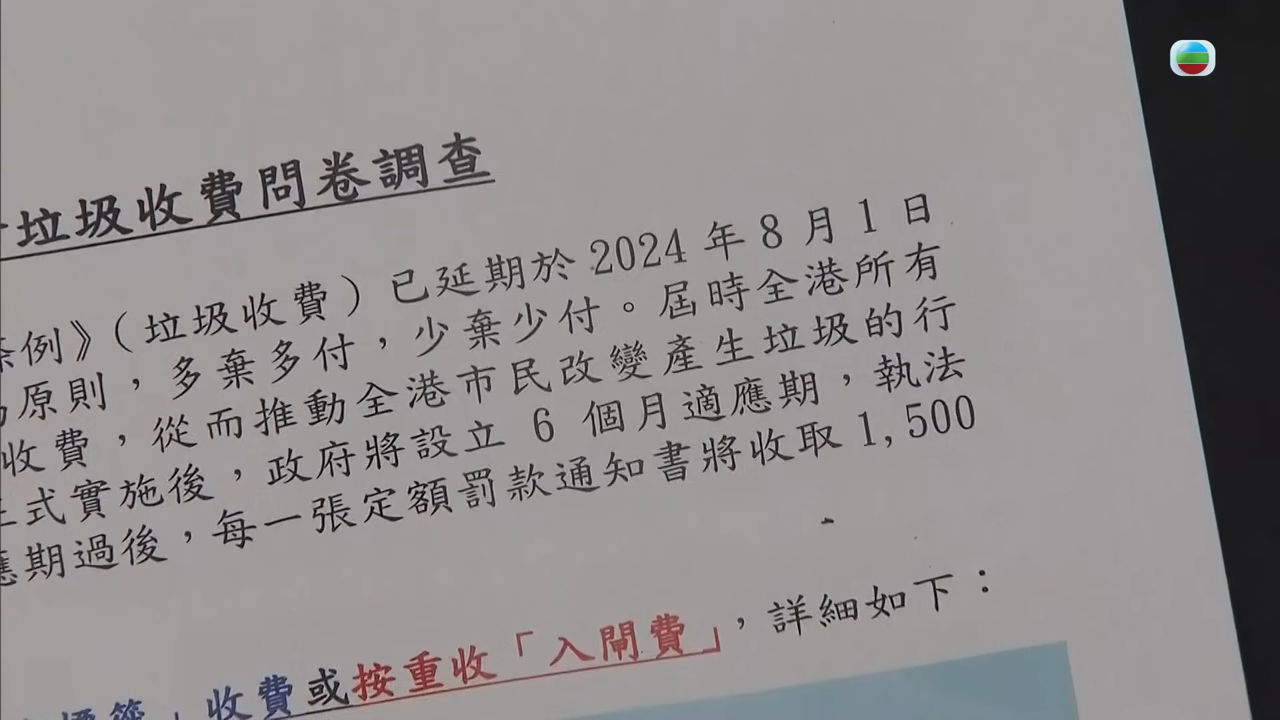 垃圾收費問卷調查
條例》（垃圾收費）已延期於 2024 年 8 月 1 日
原則，多棄多付，少棄少付。屆時全港所有
收費，從而推動全港市民改變產生垃圾的行
正式實施後，政府將設立 6 個月適應期，執法
應期過後，每一張定額罰款通知書將收取 1,500
」收費或按重收「入閘費」，詳細如下：